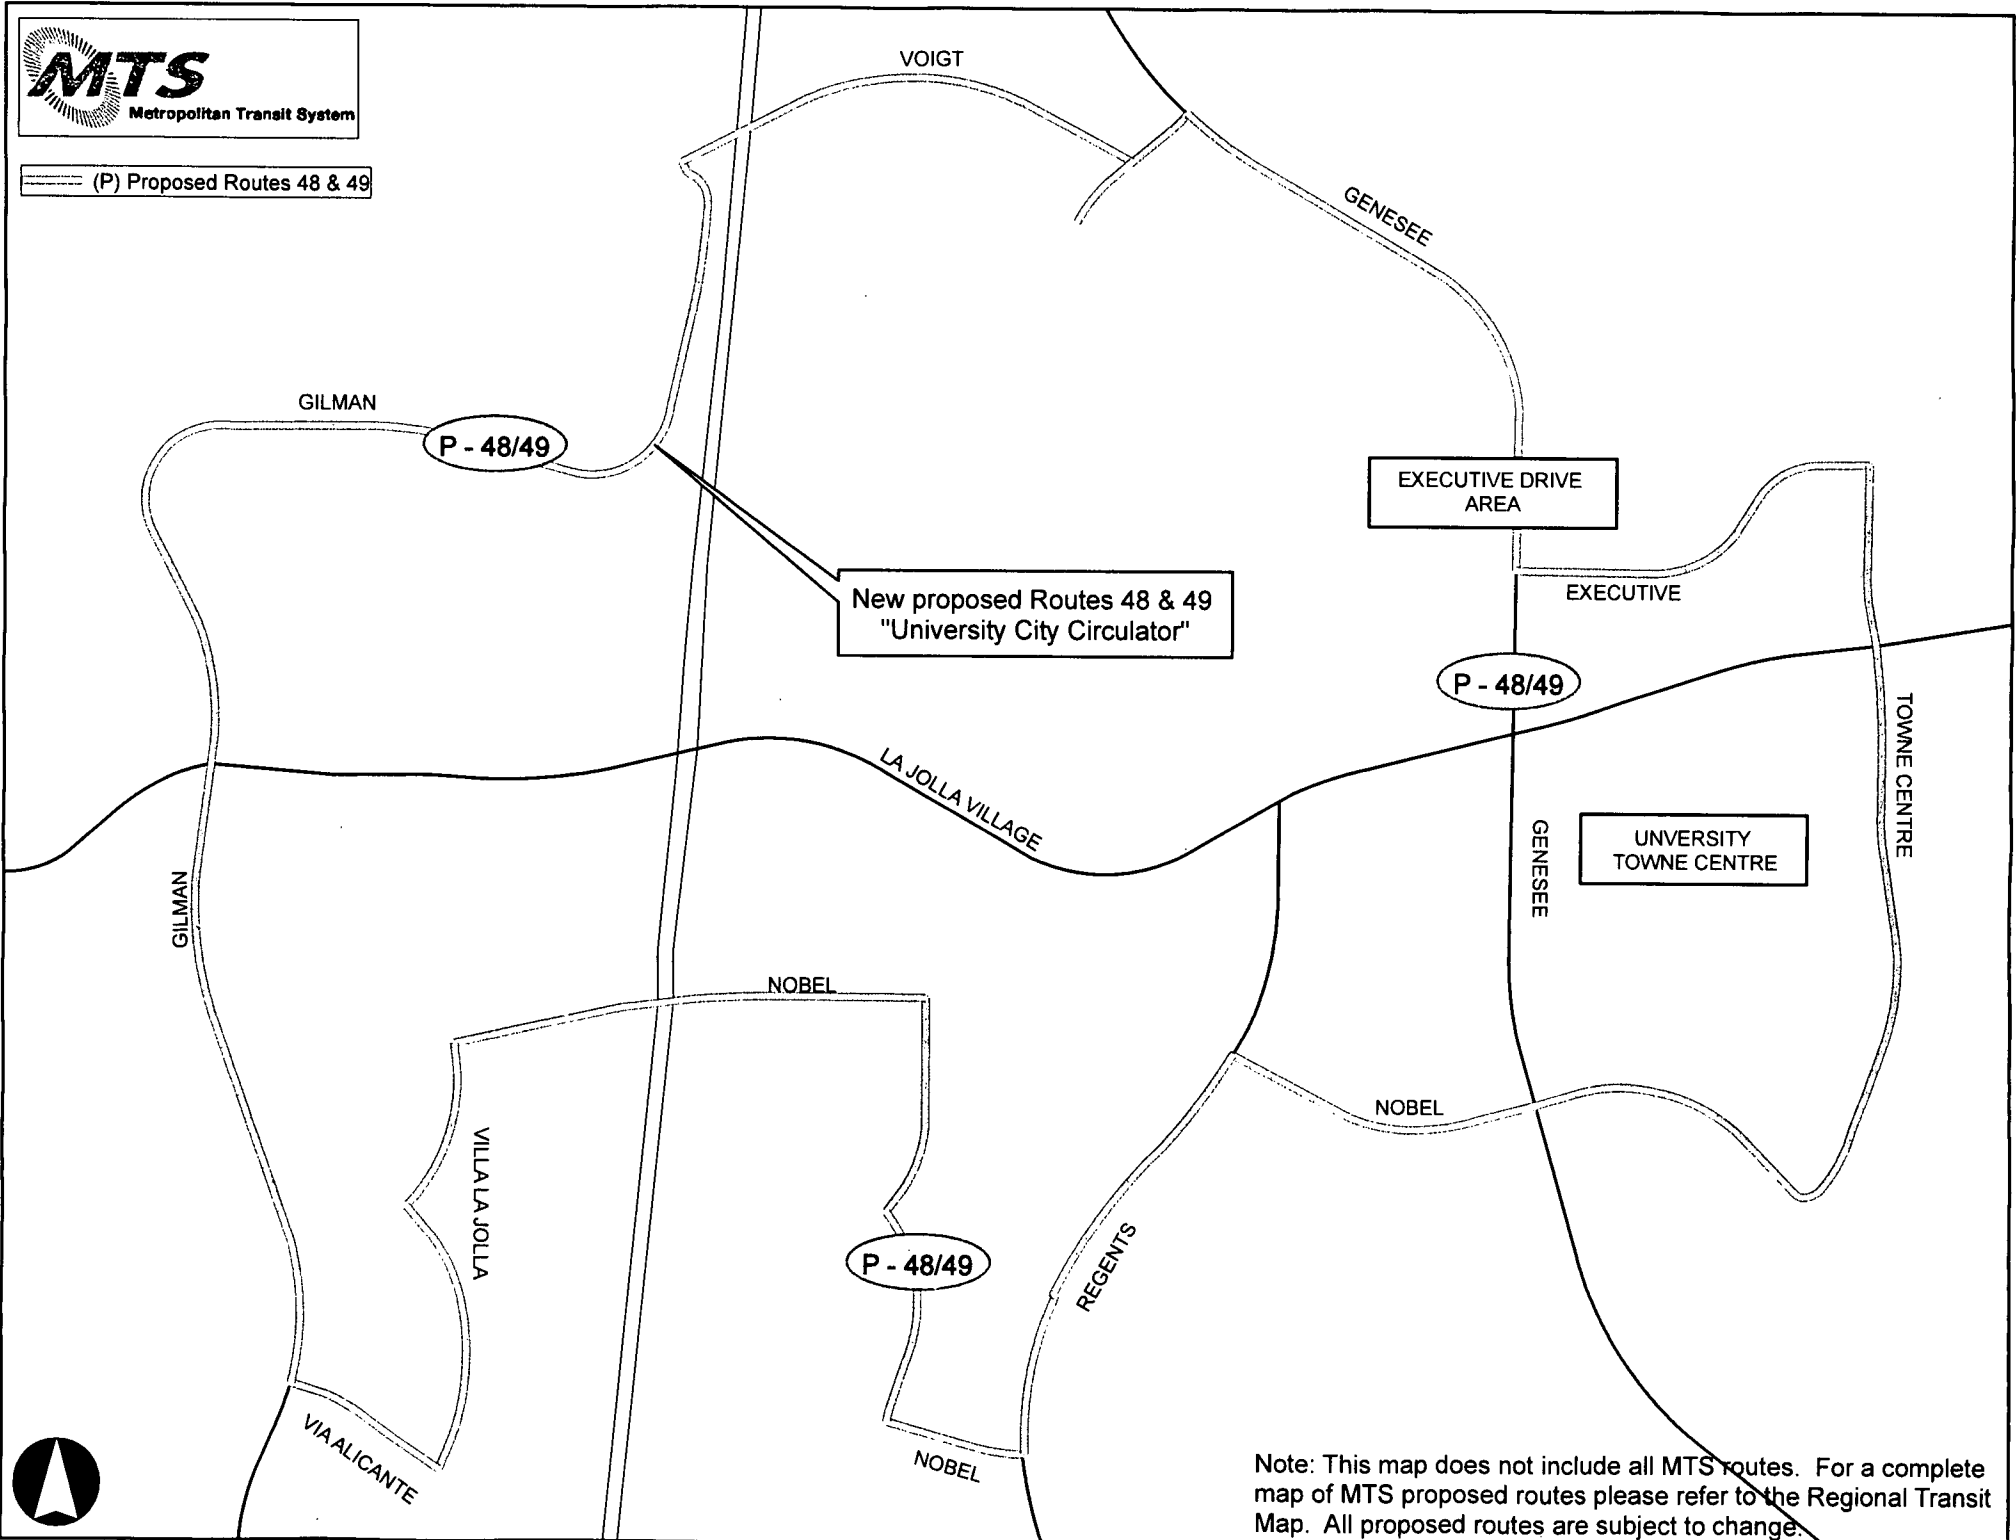 MTS
Metropolitan Transit System
(P) Proposed Routes 48 & 49
VOIGT
GENESEE
GILMAN
P - 48/49
EXECUTIVE DRIVE
AREA
New proposed Routes 48 & 49
"University City Circulator"
EXECUTIVE
P - 48/49
TOWNE CENTRE
LA JOLLA VILLAGE
GENESEE
UNVERSITY
TOWNE CENTRE
GILMAN
NOBEL
NOBEL
VILLA LA JOLLA
P - 48/49
REGENTS
VIA ALICANTE
NOBEL
Note: This map does not include all MTS routes. For a complete
map of MTS proposed routes please refer to the Regional Transit
Map. All proposed routes are subject to change.